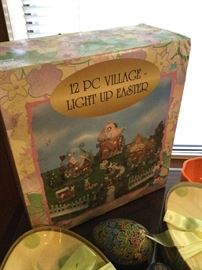 12 PC VILLAGE -
LIGHT UP EASTER